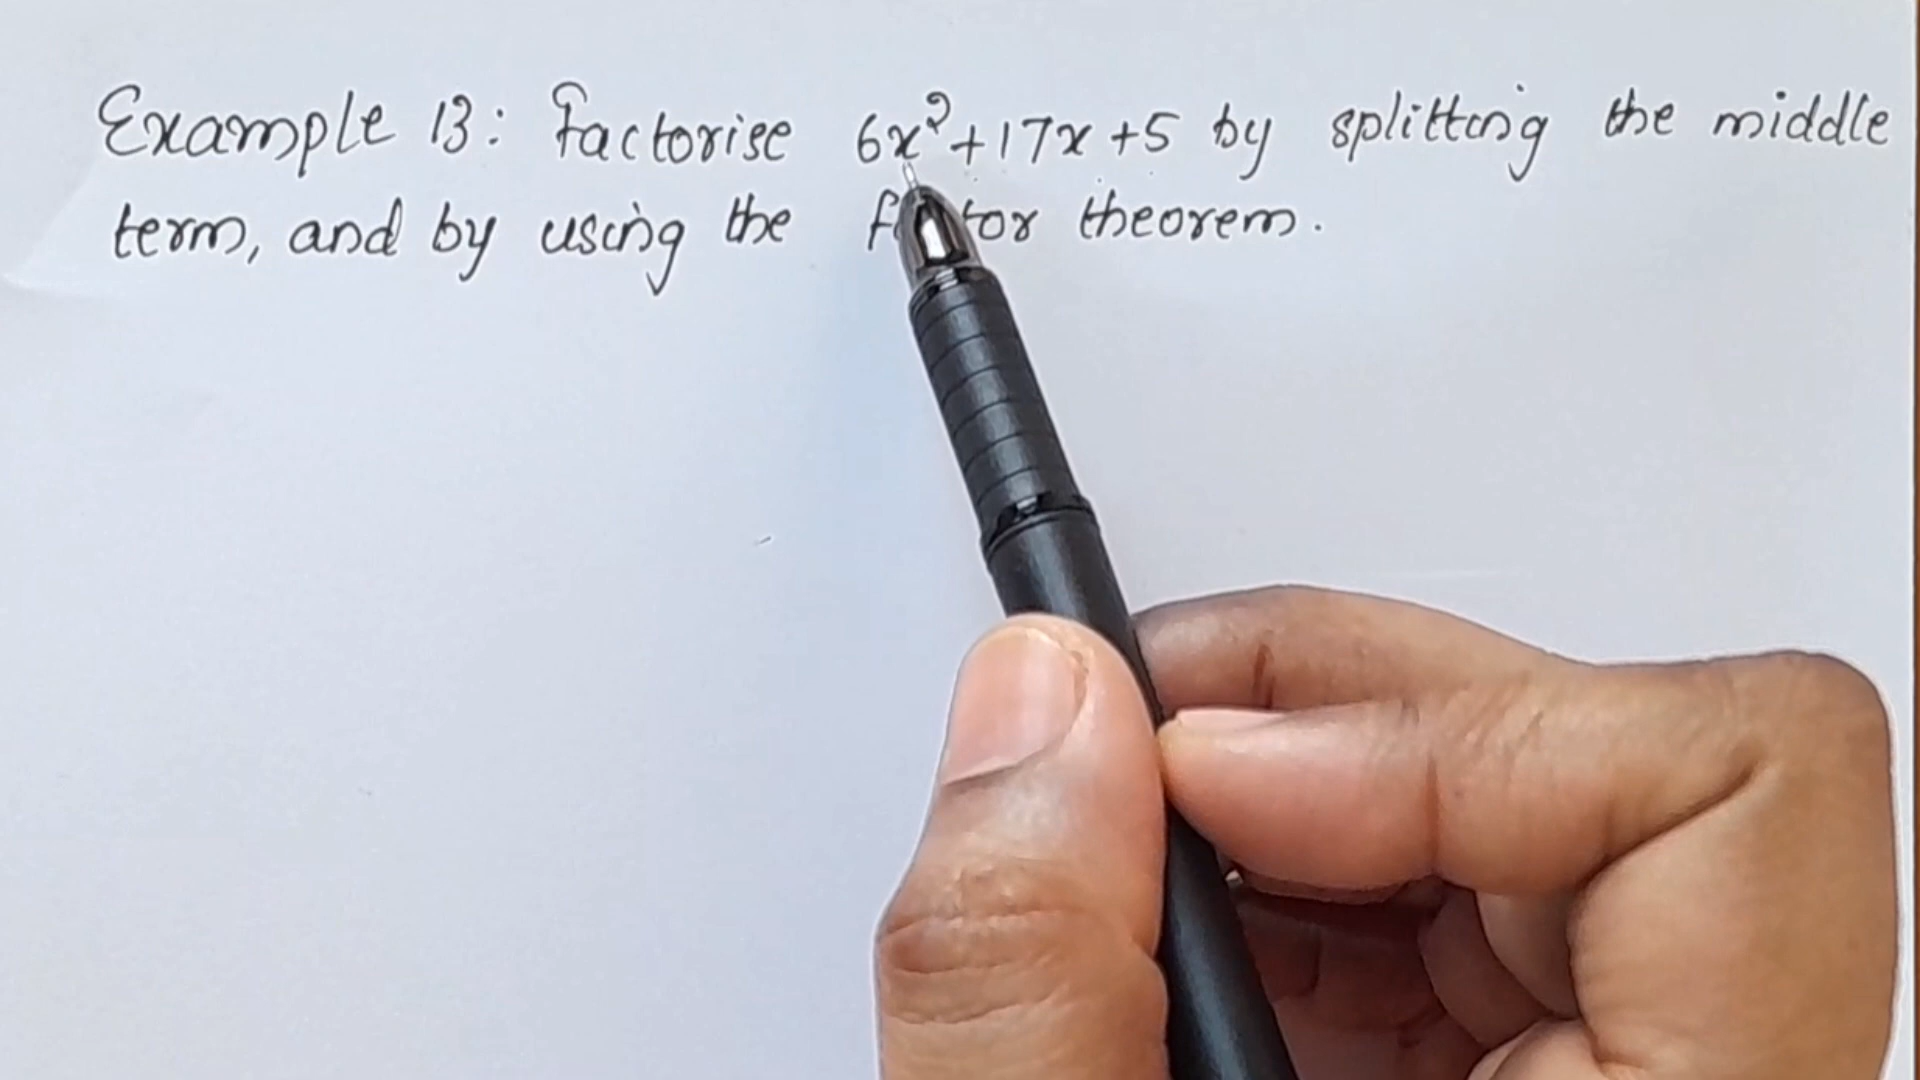 Example 13: Factorise 6x²+17x+5 by splitting the middle
term, and by using the theorem.